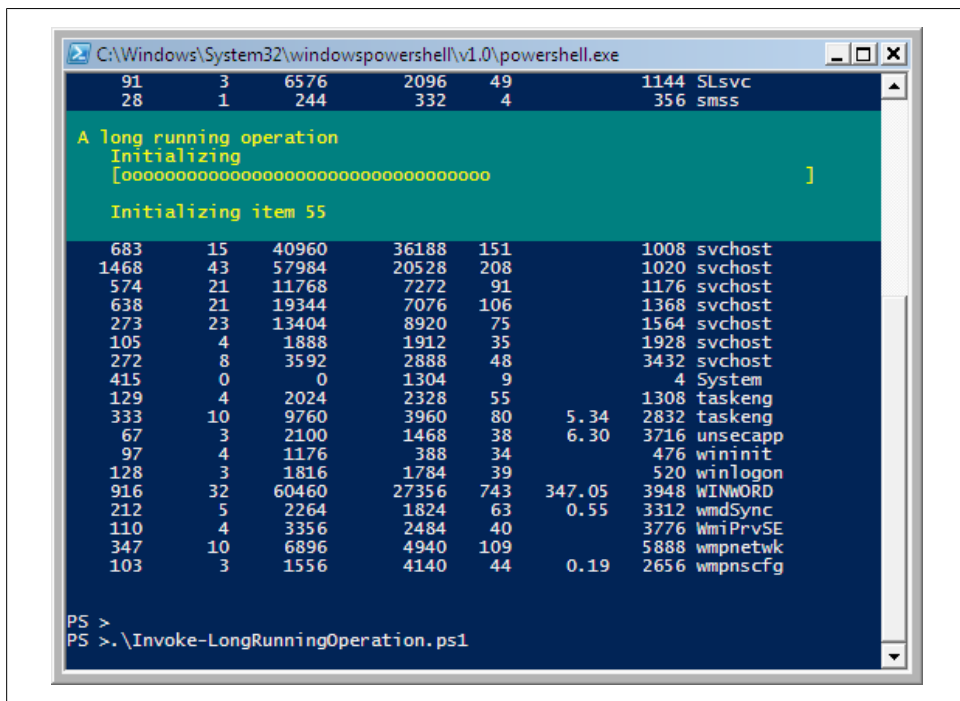 C:\Windows\System32\windowspowershell\v1.0\powershell.exe
91 3 6576 2096 49 1144 SLsvc
28 1 244 332 4 356 smss
A long running operation
Initializing
[ooooooooooooooooooooooooooooooooooo ]
Initializing item 55
683 15 40960 36188 151 1008 svchost
1468 43 57984 20528 208 1020 svchost
574 21 11768 7272 91 1176 svchost
638 21 19344 7076 106 1368 svchost
273 23 13404 8920 75 1564 svchost
105 4 1888 1912 35 1928 svchost
272 8 3592 2888 48 3432 svchost
415 0 0 1304 9 4 System
129 4 2024 2328 55 1308 taskeng
333 10 9760 3960 80 5.34 2832 taskeng
67 3 2100 1468 38 6.30 3716 unsecapp
97 4 1176 388 34 476 wininit
128 3 1816 1784 39 520 winlogon
916 32 60460 27356 743 347.05 3948 WINWORD
212 5 2264 1824 63 0.55 3312 wmdSync
110 4 3356 2484 40 3776 WmiPrvSE
347 10 6896 4940 109 5888 wmpnetwk
103 3 1556 4140 44 0.19 2656 wmpnscfg
PS >
PS >.\Invoke-LongRunningOperation.ps1